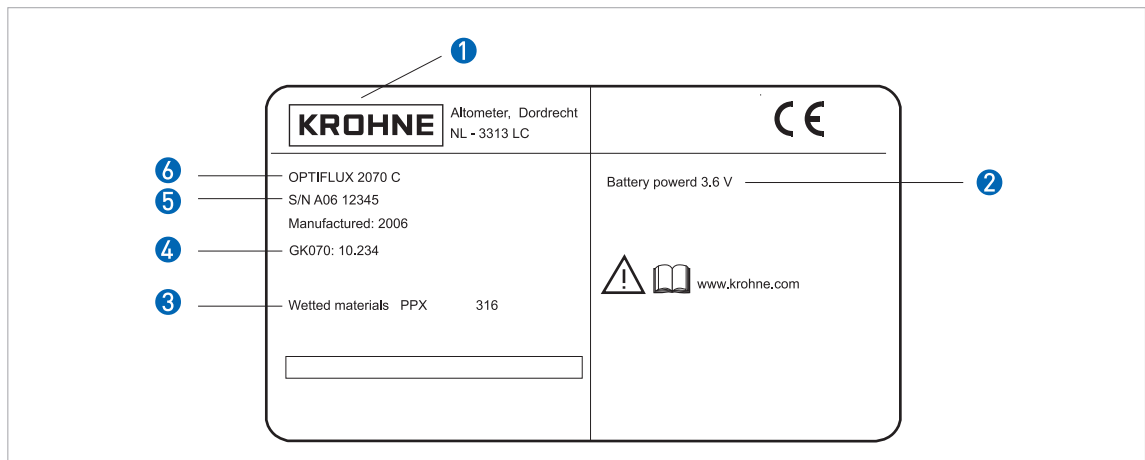 1
KROHNE
Altometer, Dordrecht
NL - 3313 LC
CE
6
OPTIFLUX 2070 C
5
S/N A06 12345
Manufactured: 2006
4
GK070: 10.234
3
Wetted materials PPX 316
Battery powerd 3.6 V
2
www.krohne.com